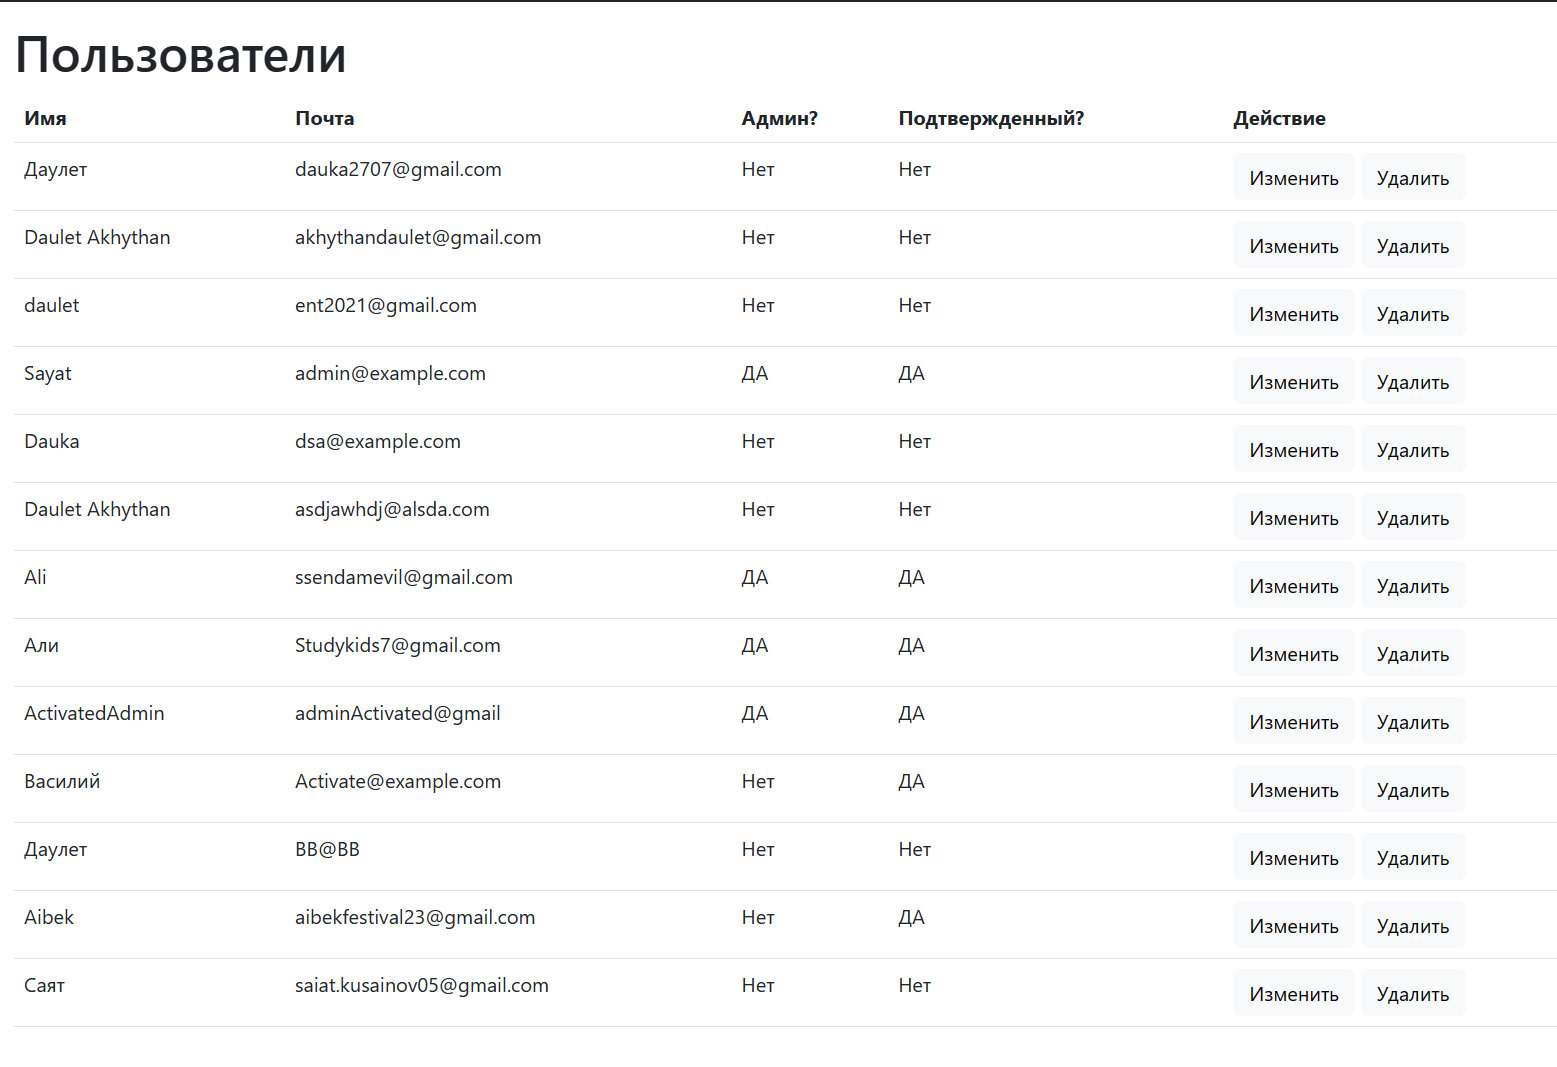 Пользователи
Имя Почта Админ? Подтвержденный? Действие
Даулет dauka2707@gmail.com Нет Нет Изменить Удалить
Daulet Akhythan akhythandaulet@gmail.com Нет Нет Изменить Удалить
daulet ent2021@gmail.com Нет Нет Изменить Удалить
Sayat admin@example.com ДА ДА Изменить Удалить
Dauka dsa@example.com Нет Нет Изменить Удалить
Daulet Akhythan asdjawhdj@alsda.com Нет Нет Изменить Удалить
Ali ssendamevil@gmail.com ДА ДА Изменить Удалить
Али Studykids7@gmail.com ДА ДА Изменить Удалить
ActivatedAdmin adminActivated@gmail ДА ДА Изменить Удалить
Василий Activate@example.com Нет ДА Изменить Удалить
Даулет BB@BB Нет Нет Изменить Удалить
Aibek aibekfestival23@gmail.com Нет ДА Изменить Удалить
Саят saiat.kusainov05@gmail.com Нет Нет Изменить Удалить